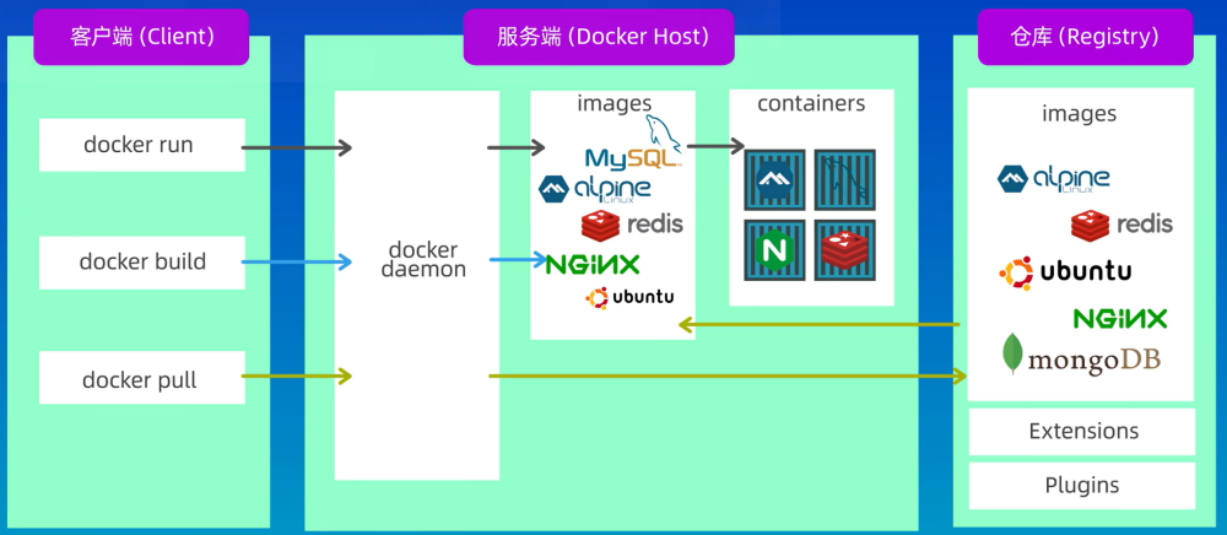 客户端 (Client)
服务端 (Docker Host)
仓库 (Registry)
docker run
docker build
docker pull
docker
daemon
images
MySQL
alpine
Linux
redis
NGINX
ubuntu
containers
N
images
alpine
Linux
redis
ubuntu
NGINX
mongoDB
Extensions
Plugins